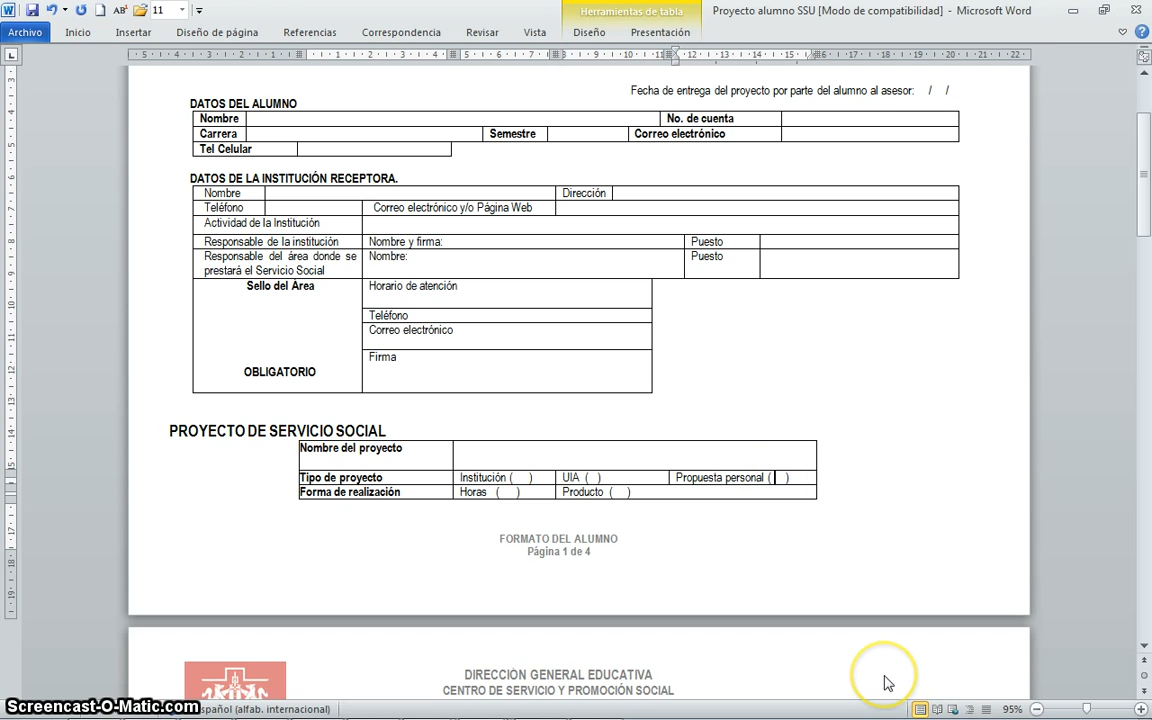 11
Herramientas de tabla
Proyecto alumno SSU [Modo de compatibilidad] - Microsoft Word
Archivo Inicio Insertar Diseño de página Referencias Correspondencia Revisar Vista Diseño Presentación
Fecha de entrega del proyecto por parte del alumno al asesor: / /
DATOS DEL ALUMNO
Nombre No. de cuenta
Carrera Semestre Correo electrónico
Tel Celular
DATOS DE LA INSTITUCIÓN RECEPTORA.
Nombre Dirección
Teléfono Correo electrónico y/o Página Web
Actividad de la Institución
Responsable de la institución Nombre y firma: Puesto
Responsable del área donde se Nombre: Puesto
prestará el Servicio Social
Sello del Área Horario de atención
Teléfono
Correo electrónico
Firma
OBLIGATORIO
PROYECTO DE SERVICIO SOCIAL
Nombre del proyecto
Tipo de proyecto Institución ( ) UIA ( ) Propuesta personal ( )
Forma de realización Horas ( ) Producto ( )
FORMATO DEL ALUMNO
Página 1 de 4
DIRECCIÓN GENERAL EDUCATIVA
CENTRO DE SERVICIO Y PROMOCIÓN SOCIAL
Screencast-O-Matic.com
spañol (alfab. internacional)
95%